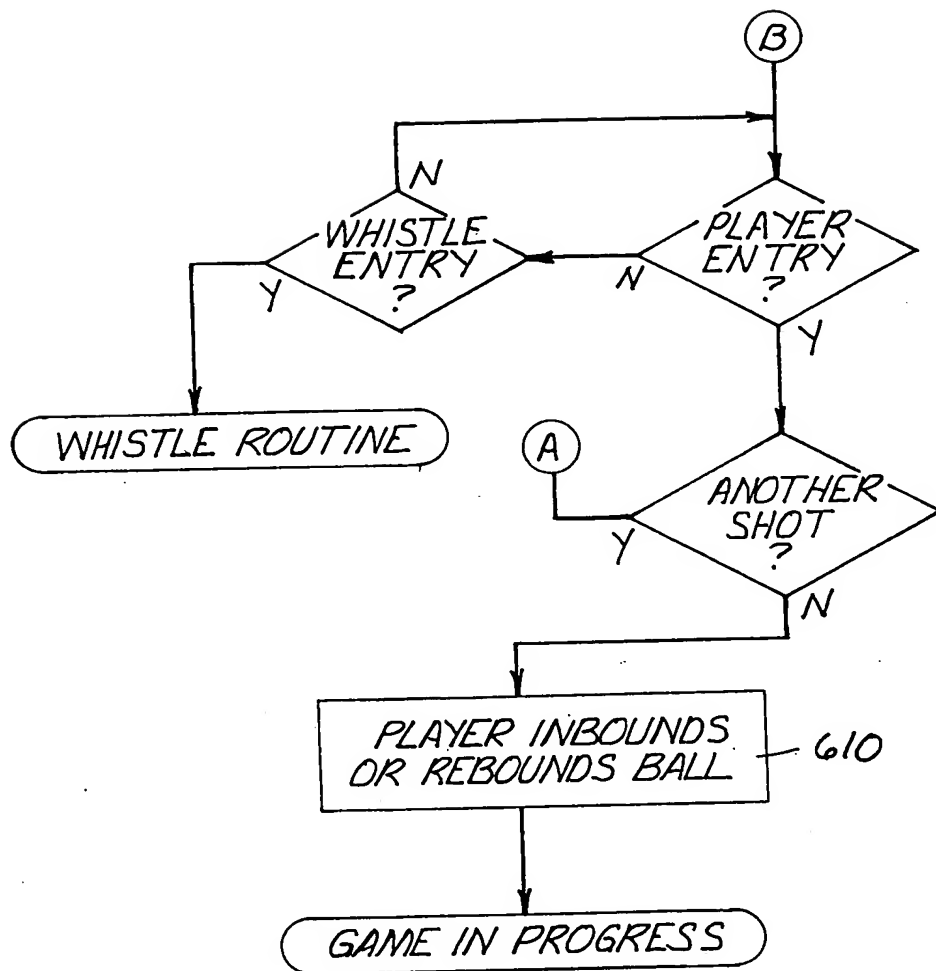 B
N
WHISTLE
ENTRY
?
Y
PLAYER
ENTRY
?
N
Y
WHISTLE ROUTINE
A
ANOTHER
SHOT
?
Y
N
PLAYER INBOUNDS
OR REBOUNDS BALL
610
GAME IN PROGRESS